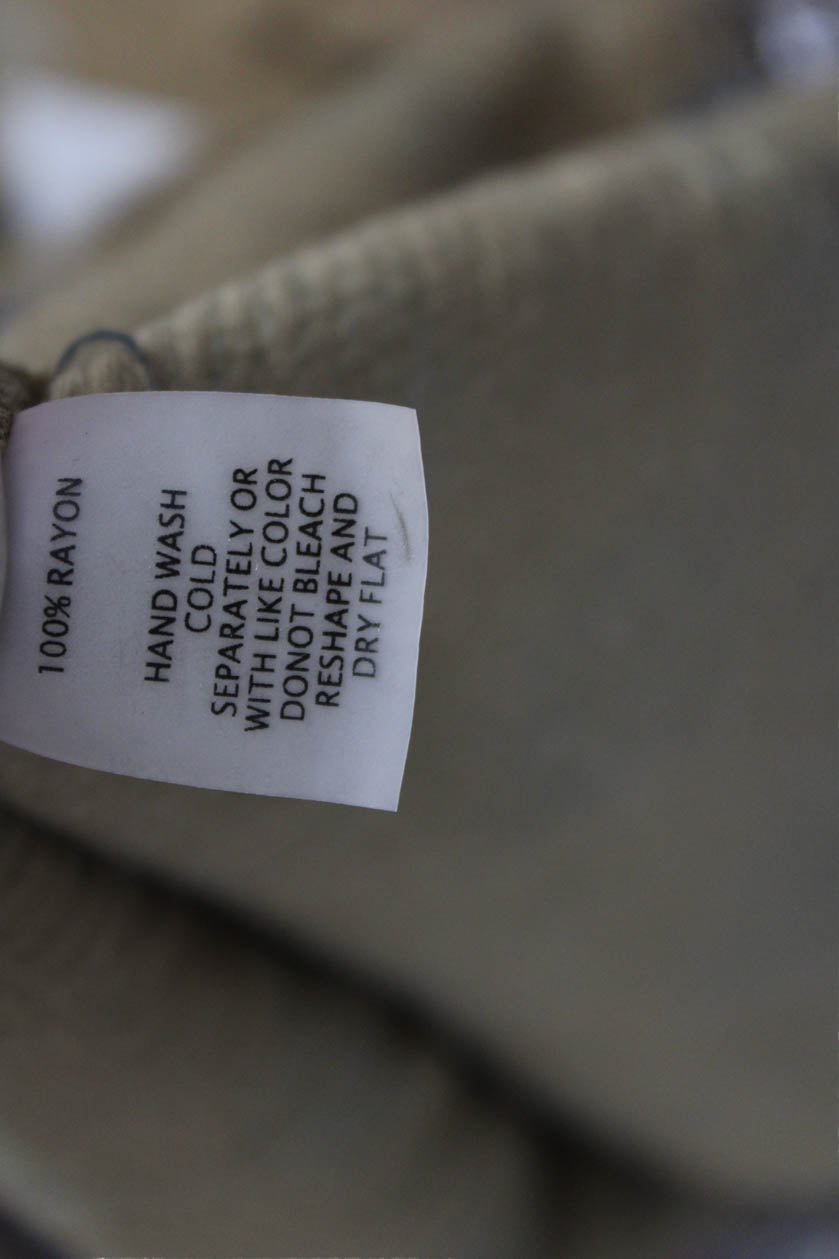 100% RAYON
HAND WASH
COLD
SEPARATELY OR
WITH LIKE COLOR
DONOT BLEACH
RESHAPE AND
DRY FLAT